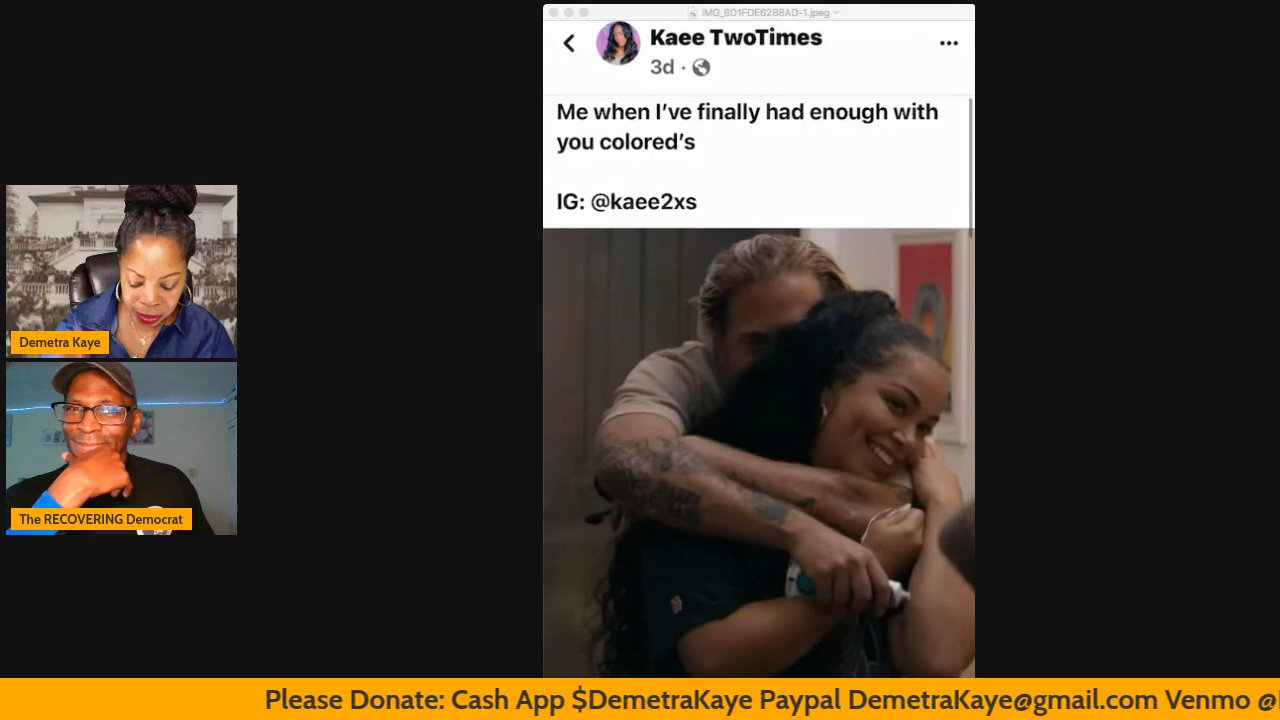 IMG_6D1FDE62B8AD-1.jpeg
Kaee TwoTimes
3d ·
Me when I've finally had enough with
you colored's
IG: @kaee2xs
Demetra Kaye
The RECOVERING Democrat
Please Donate: Cash App $DemetraKaye Paypal DemetraKaye@gmail.com Venmo @